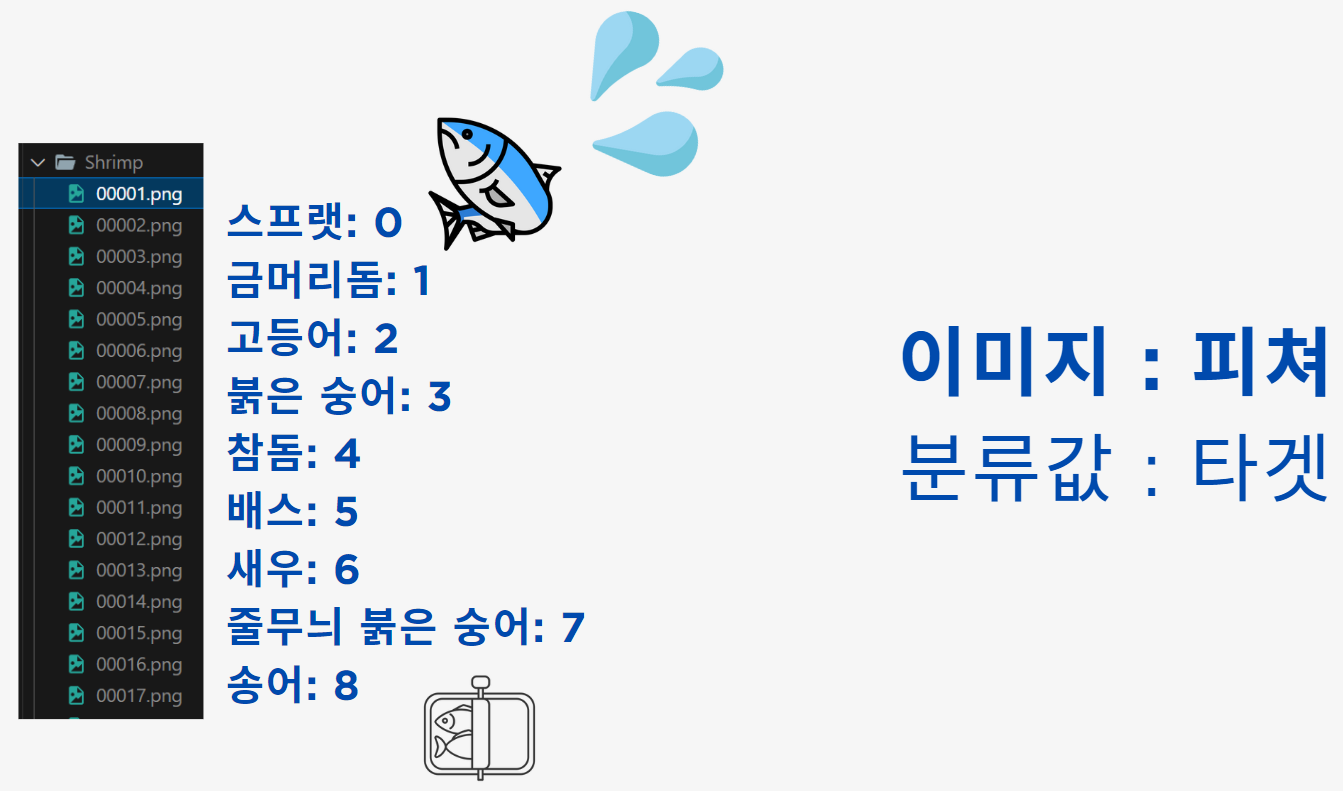 Shrimp
00001.png
00002.png
00003.png
00004.png
00005.png
00006.png
00007.png
00008.png
00009.png
00010.png
00011.png
00012.png
00013.png
00014.png
00015.png
00016.png
00017.png
스프랫: 0
금머리돔: 1
고등어: 2
붉은 숭어: 3
참돔: 4
배스: 5
새우: 6
줄무늬 붉은 숭어: 7
송어: 8
이미지 : 피쳐
분류값 : 타겟